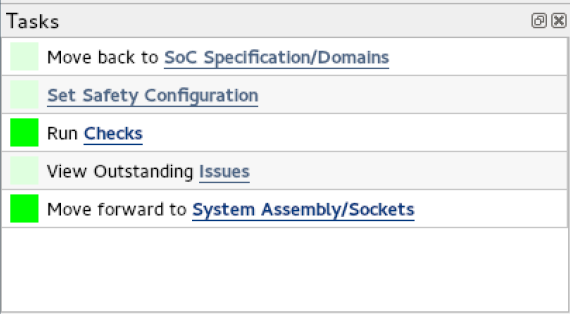 Tasks
Move back to SoC Specification/Domains
Set Safety Configuration
Run Checks
View Outstanding Issues
Move forward to System Assembly/Sockets